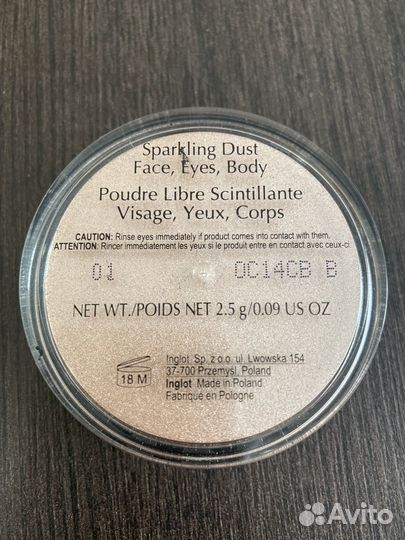 Sparkling Dust
Face, Eyes, Body
Poudre Libre Scintillante
Visage, Yeux, Corps
CAUTION: Rinse eyes immediately if product comes into contact with them.
ATTENTION: Rincer immédiatement les yeux si le produit entre en contact avec ceux-ci
01 OC14CB B
NET WT./POIDS NET 2.5 g/0.09 US OZ
18 M
Inglot Sp. z o.o. ul. Lwowska 154
37-700 Przemyśl, Poland
Inglot Made in Poland
Fabriqué en Pologne
Avito